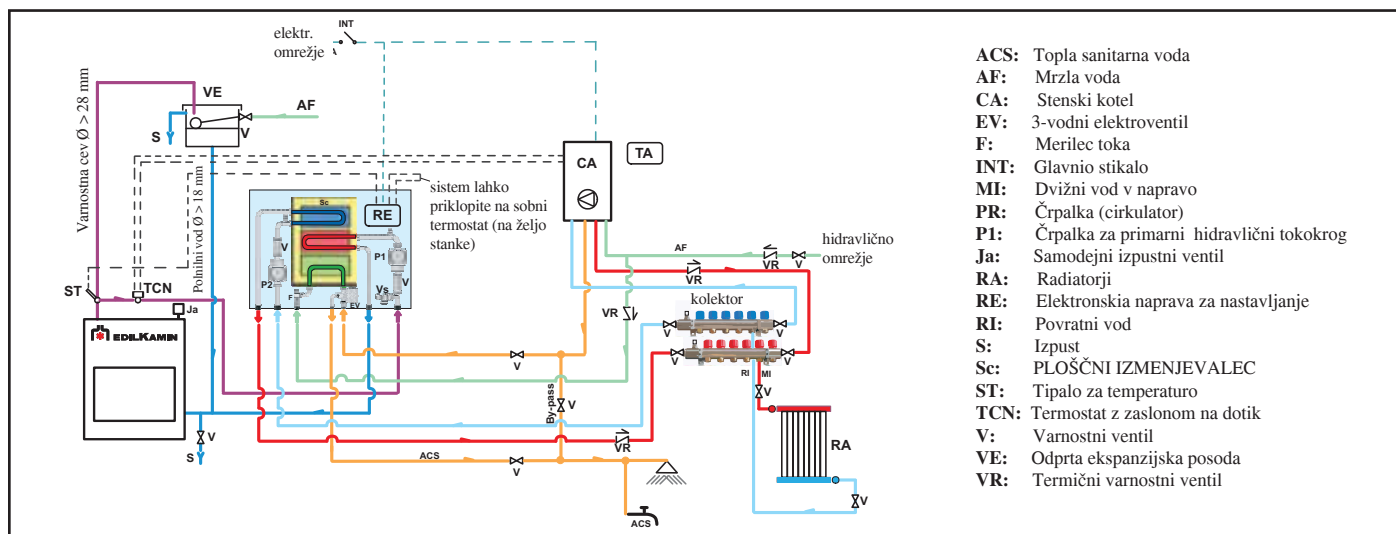 elektr.
omrežje
INT
Varnostna cev Ø > 28 mm
VE
AF
S
V
Polnilni vod Ø > 18 mm
ST
TCN
Ja
EDILKAMIN
V
S
Sc
RE
V
P1
P2
V
F
EV
Vs
sistem lahko
priklopite na sobni
termostat (na željo
stanke)
CA
TA
AF
VR
V
hidravlično
omrežje
VR
VR
kolektor
V
V
V
V
RI
MI
V
V
By-pass
V
VR
ACS
V
ACS
RA
V
ACS: Topla sanitarna voda
AF: Mrzla voda
CA: Stenski kotel
EV: 3-vodni elektroventil
F: Merilec toka
INT: Glavnio stikalo
MI: Dvižni vod v napravo
PR: Črpalka (cirkulator)
P1: Črpalka za primarni hidravlični tokokrog
Ja: Samodejni izpustni ventil
RA: Radiatorji
RE: Elektronska naprava za nastavljanje
RI: Povratni vod
S: Izpust
Sc: PLOŠČNI IZMENJEVALEC
ST: Tipalo za temperaturo
TCN: Termostat z zaslonom na dotik
V: Varnostni ventil
VE: Odprta ekspanzijska posoda
VR: Termični varnostni ventil